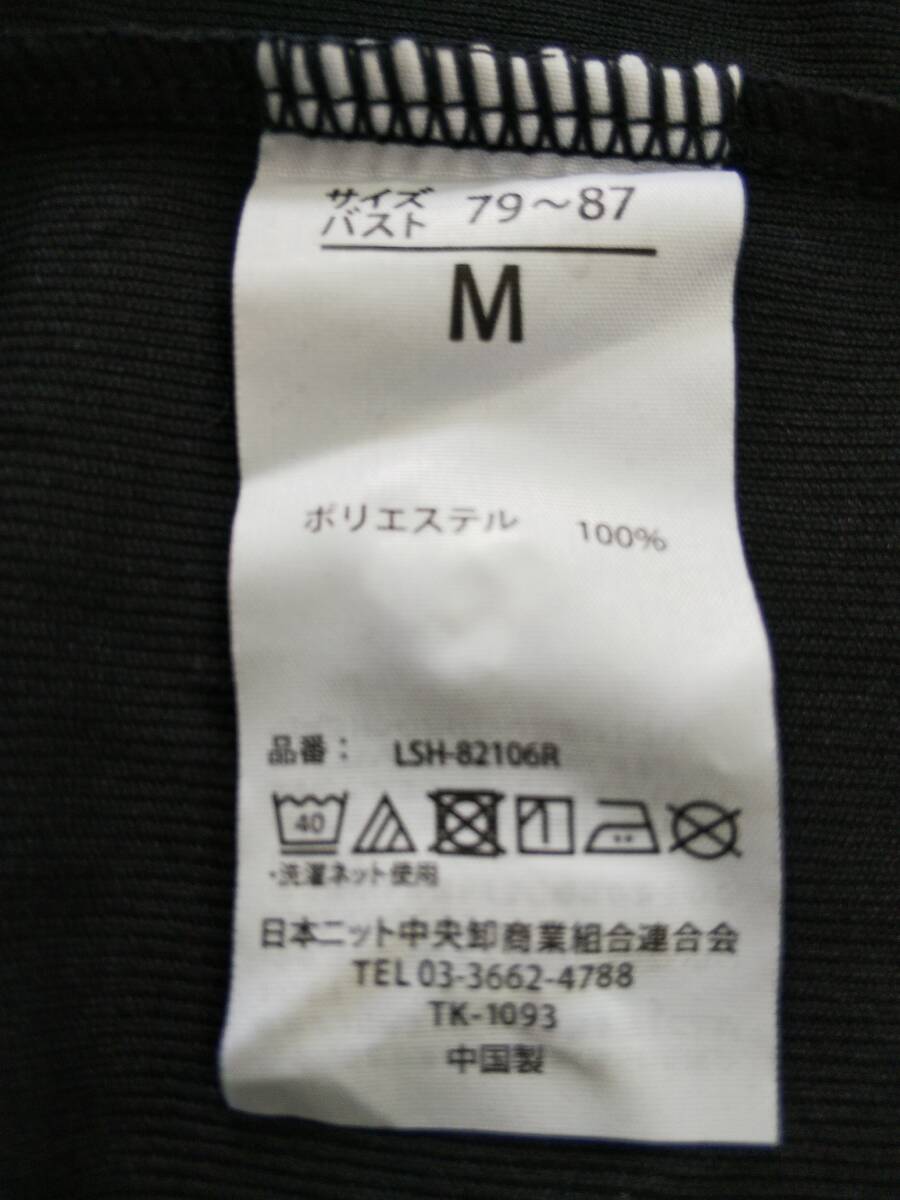 サイズ
バスト 79～87
M
ポリエステル 100%
品番： LSH-82106R
40
・洗濯ネット使用
日本ニット中央卸商業組合連合会
TEL 03-3662-4788
TK-1093
中国製